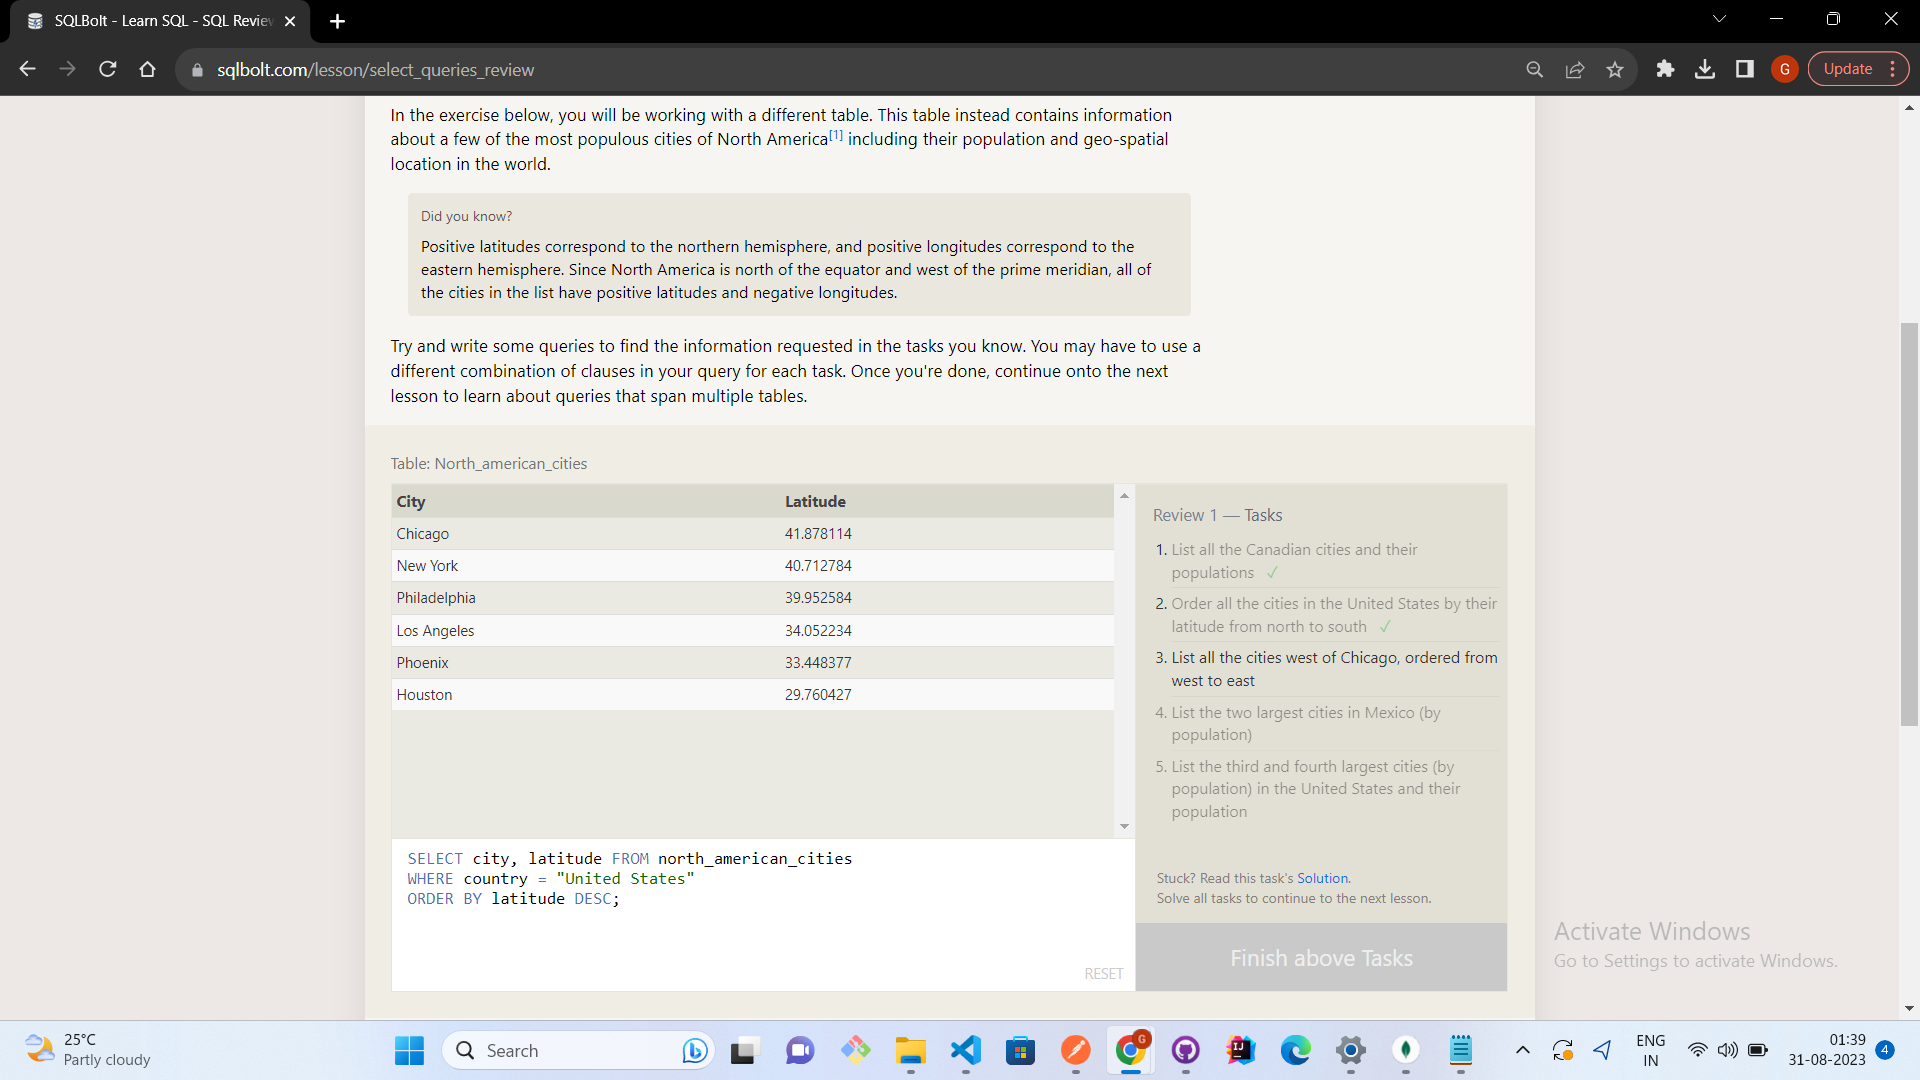 SQLBolt - Learn SQL - SQL Review
sqlbolt.com/lesson/select_queries_review
G
Update
In the exercise below, you will be working with a different table. This table instead contains information
about a few of the most populous cities of North America[1] including their population and geo-spatial
location in the world.
Did you know?
Positive latitudes correspond to the northern hemisphere, and positive longitudes correspond to the
eastern hemisphere. Since North America is north of the equator and west of the prime meridian, all of
the cities in the list have positive latitudes and negative longitudes.
Try and write some queries to find the information requested in the tasks you know. You may have to use a
different combination of clauses in your query for each task. Once you're done, continue onto the next
lesson to learn about queries that span multiple tables.
Table: North_american_cities
City Latitude
Chicago 41.878114
New York 40.712784
Philadelphia 39.952584
Los Angeles 34.052234
Phoenix 33.448377
Houston 29.760427
SELECT city, latitude FROM north_american_cities
WHERE country = "United States"
ORDER BY latitude DESC;
RESET
Review 1 — Tasks
1. List all the Canadian cities and their
populations ✓
2. Order all the cities in the United States by their
latitude from north to south ✓
3. List all the cities west of Chicago, ordered from
west to east
4. List the two largest cities in Mexico (by
population)
5. List the third and fourth largest cities (by
population) in the United States and their
population
Stuck? Read this task's Solution.
Solve all tasks to continue to the next lesson.
Finish above Tasks
Activate Windows
Go to Settings to activate Windows.
25°C
Partly cloudy
Search
G
IJ
ENG
IN
01:39
31-08-2023
4